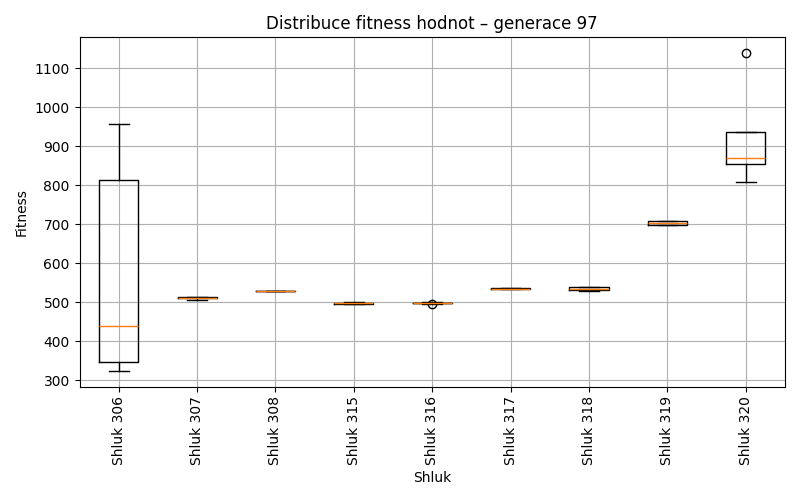 Distribuce fitness hodnot – generace 97
Fitness
1100
1000
900
800
700
600
500
400
300
Shluk 306
Shluk 307
Shluk 308
Shluk 315
Shluk 316
Shluk 317
Shluk 318
Shluk 319
Shluk 320
Shluk